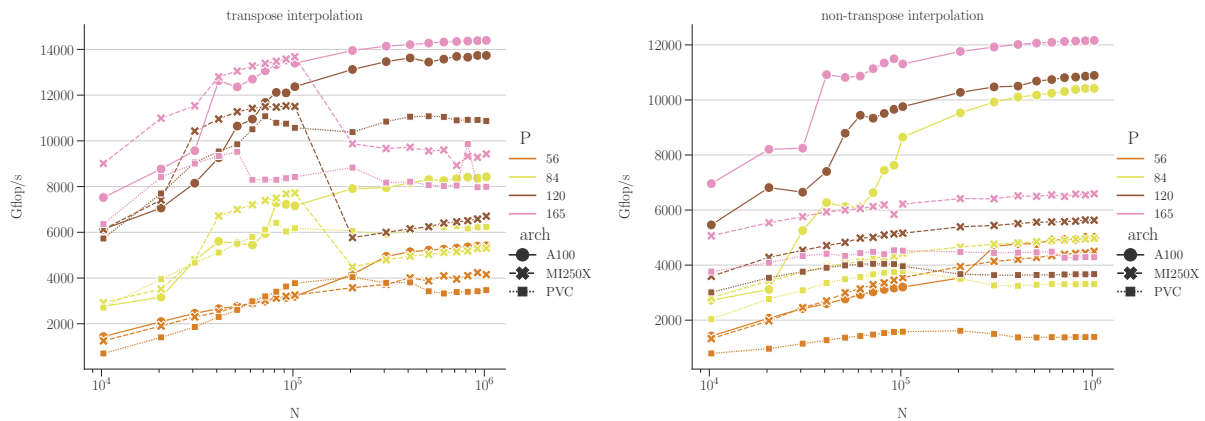 transpose interpolation
14000
12000
10000
8000
6000
4000
2000
Gflop/s
10^4
10^5
10^6
N
P
56
84
120
165
arch
A100
MI250X
PVC
non-transpose interpolation
12000
10000
8000
6000
4000
2000
Gflop/s
10^4
10^5
10^6
N
P
56
84
120
165
arch
A100
MI250X
PVC